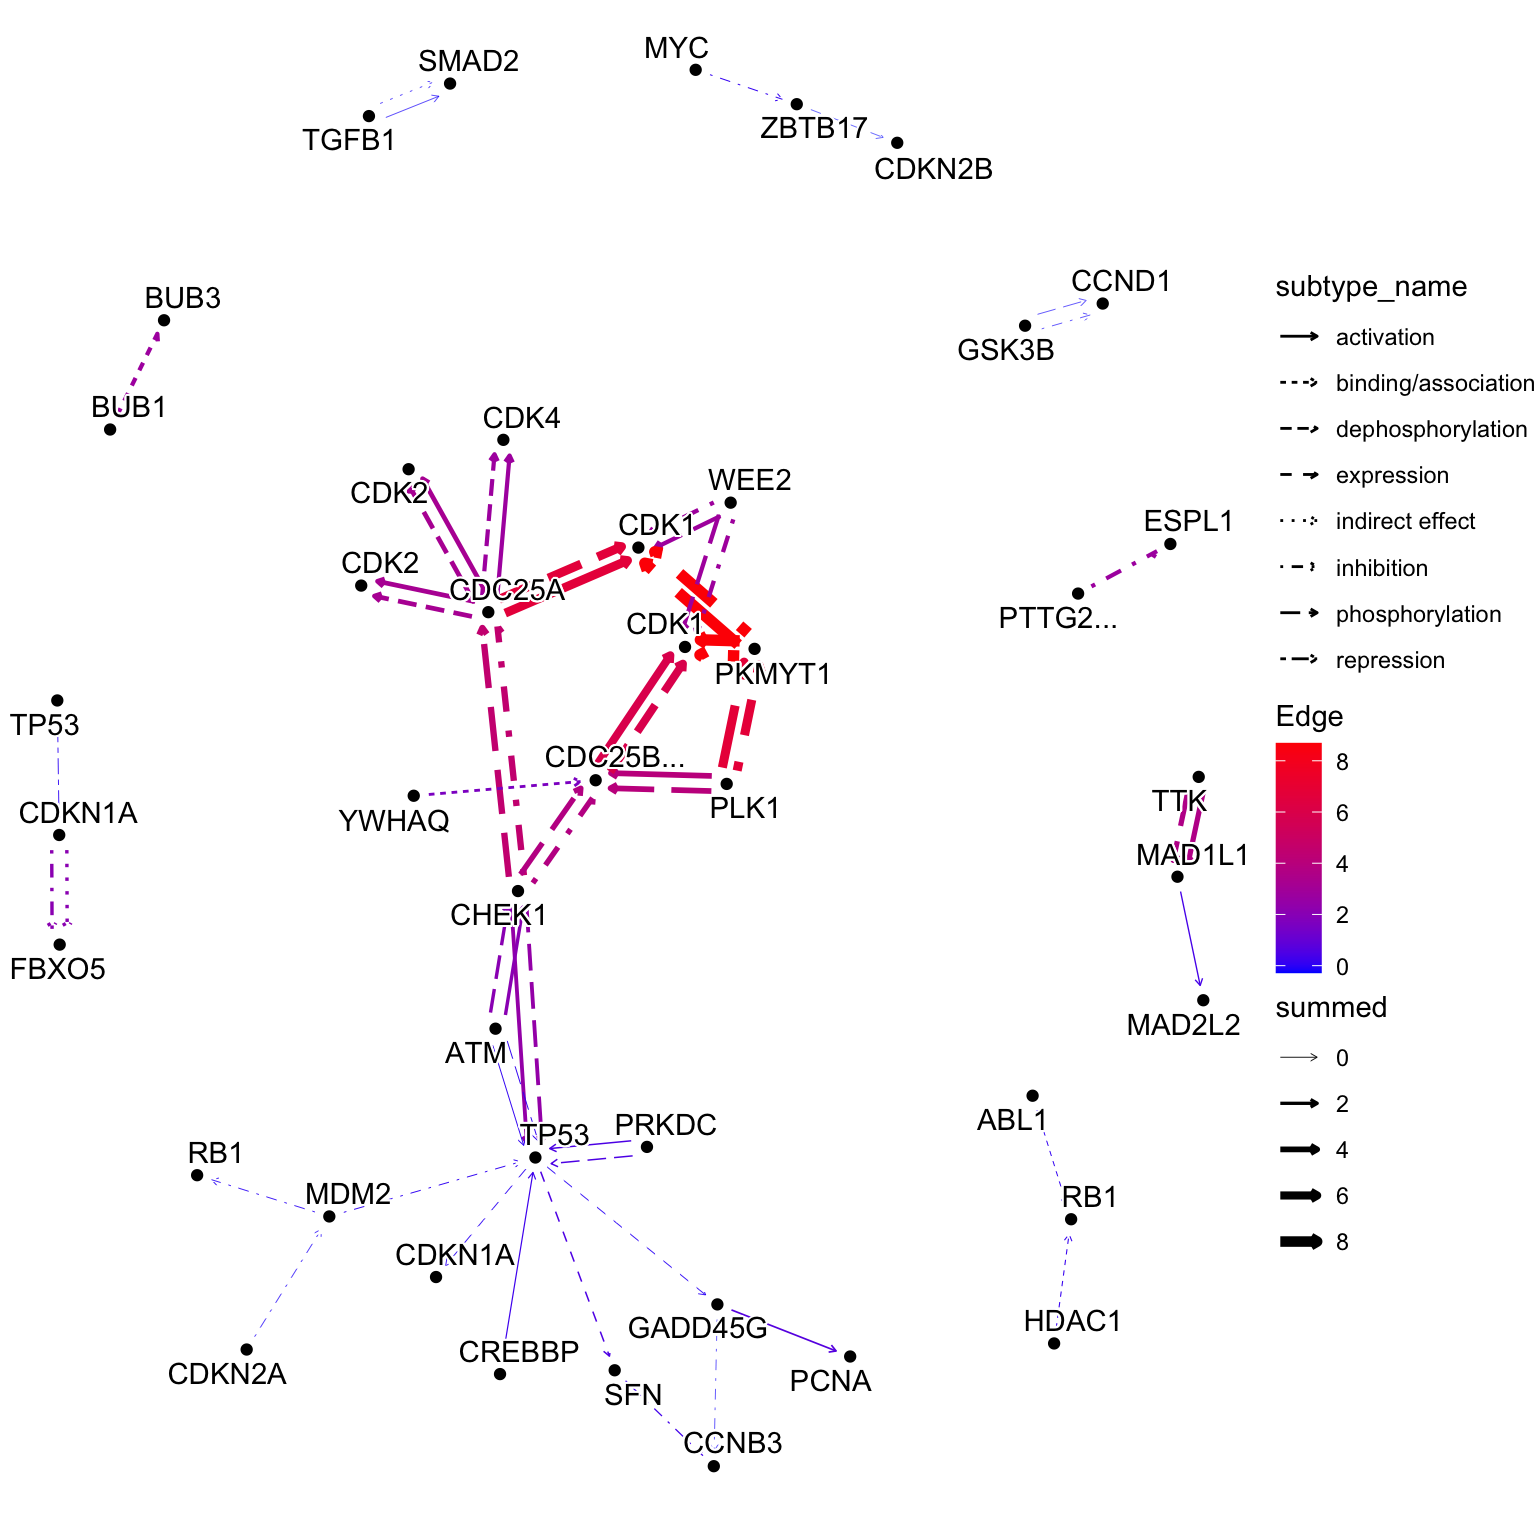 SMAD2
MYC
TGFB1
ZBTB17
CDKN2B
BUB3
CCND1
GSK3B
BUB1
CDK4
WEE2
CDK2
CDK1
ESPL1
CDK2
CDC25A
CDK1
PTTG2...
PKMYT1
TP53
CDC25B...
CDKN1A
YWHAQ
PLK1
TTK
MAD1L1
CHEK1
FBXO5
MAD2L2
ATM
ABL1
PRKDC
TP53
RB1
MDM2
RB1
CDKN1A
HDAC1
GADD45G
CREBBP
CDKN2A
PCNA
SFN
CCNB3
subtype_name
activation
binding/association
dephosphorylation
expression
indirect effect
inhibition
phosphorylation
repression
Edge
8
6
4
2
0
summed
0
2
4
6
8